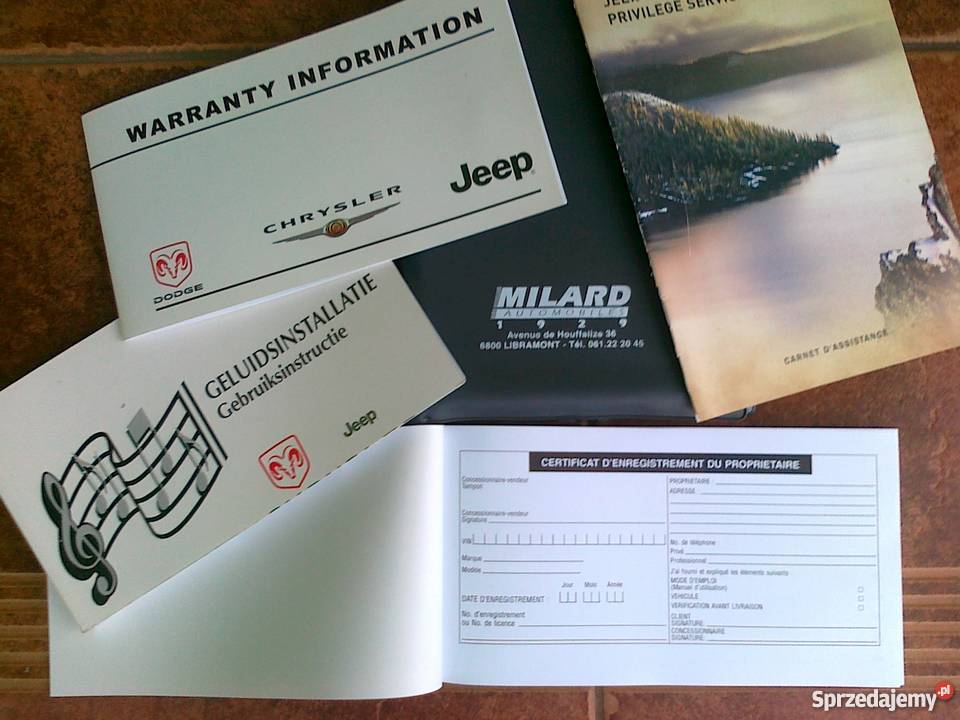 WARRANTY INFORMATION
DODGE
CHRYSLER
Jeep
PRIVILEGE SERVIC
CARNET D'ASSISTANCE
MILARD
AUTOMOBILES
1929
Avenue de Houffalize 36
6800 LIBRAMONT - Tél. 061.22 20 45
GELUIDSINSTALLATIE
Gebruiksinstructie
Jeep
CERTIFICAT D'ENREGISTREMENT DU PROPRIETAIRE
Concessionnaire-vendeur
Tampon
Concessionnaire-vendeur
Signature
VIN
Marque
Modèle
Jour Mois Année
DATE D'ENREGISTREMENT :
No. d'enregistrement
ou No. de licence
PROPRIETAIRE :
ADRESSE :
No. de téléphone
Privé
Professionnel
J'ai fourni et expliqué les éléments suivants :
MODE D'EMPLOI
(Manuel d'utilisation)
VEHICULE
VERIFICATION AVANT LIVRAISON
CLIENT
SIGNATURE
CONCESSIONNAIRE
SIGNATURE
Sprzedajemy.pl